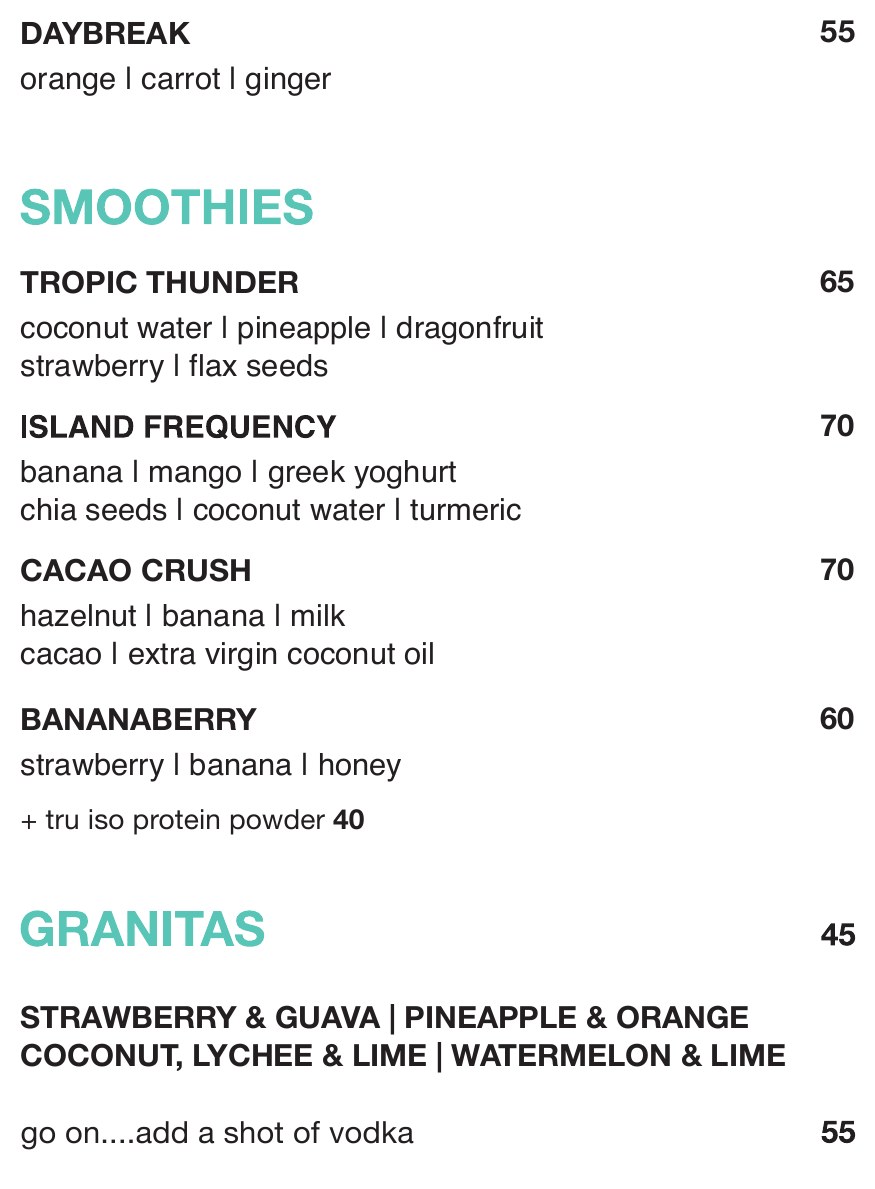 DAYBREAK 55
orange | carrot | ginger
SMOOTHIES
TROPIC THUNDER 65
coconut water | pineapple | dragonfruit
strawberry | flax seeds
ISLAND FREQUENCY 70
banana | mango | greek yoghurt
chia seeds | coconut water | turmeric
CACAO CRUSH 70
hazelnut | banana | milk
cacao | extra virgin coconut oil
BANANABERRY 60
strawberry | banana | honey
+ tru iso protein powder 40
GRANITAS 45
STRAWBERRY & GUAVA | PINEAPPLE & ORANGE
COCONUT, LYCHEE & LIME | WATERMELON & LIME
go on....add a shot of vodka 55